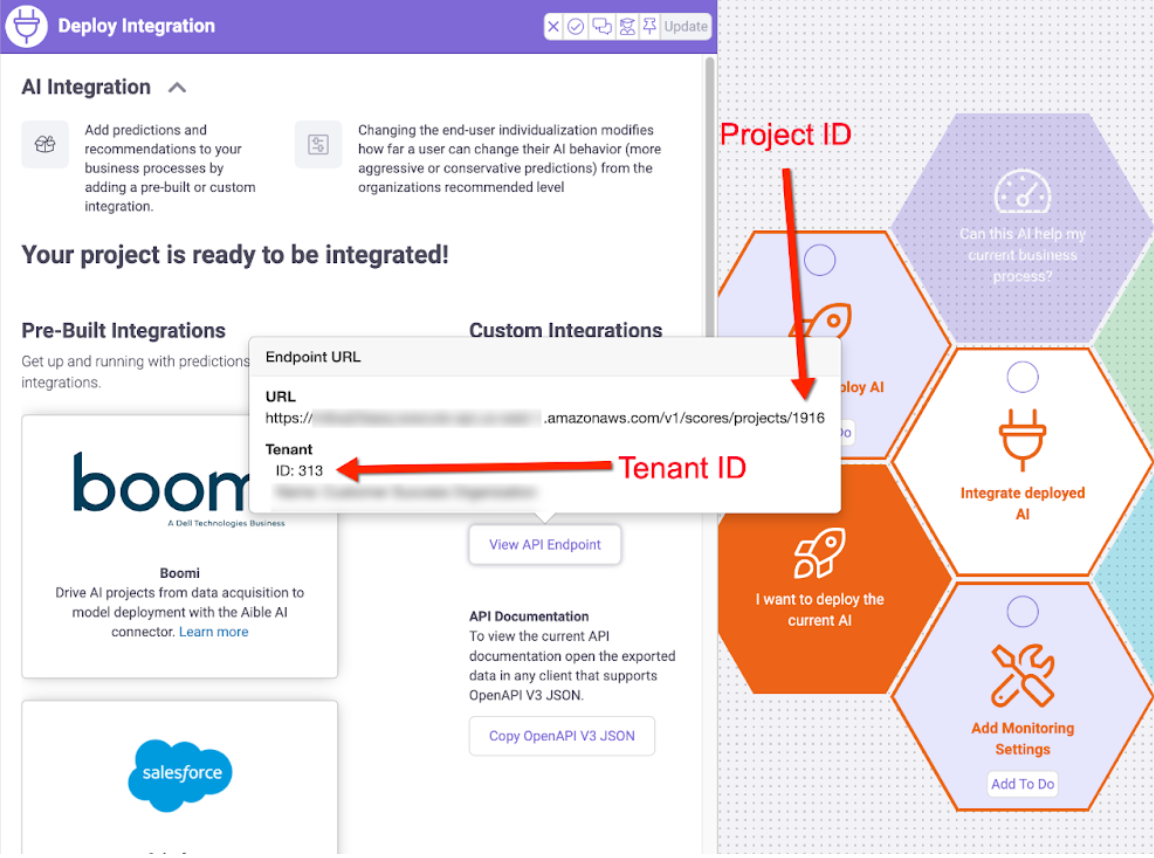 Deploy Integration
Update
AI Integration
Add predictions and
recommendations to your
business processes by
adding a pre-built or custom
integration.
Changing the end-user individualization modifies
how far a user can change their AI behavior (more
aggressive or conservative predictions) from the
organizations recommended level
Your project is ready to be integrated!
Pre-Built Integrations
Get up and running with predictions
integrations.
Custom Integrations
Endpoint URL
URL
https://
.amazonaws.com/v1/scores/projects/1916
Tenant
ID: 313
Project ID
Tenant ID
boom
A Dell Technologies Business
Boomi
Drive AI projects from data acquisition to
model deployment with the Aible AI
connector. Learn more
salesforce
View API Endpoint
API Documentation
To view the current API
documentation open the exported
data in any client that supports
OpenAPI V3 JSON.
Copy OpenAPI V3 JSON
Can this AI help my
current business
process?
ploy AI
Do
Integrate deployed
AI
I want to deploy the
current AI
Add Monitoring
Settings
Add To Do